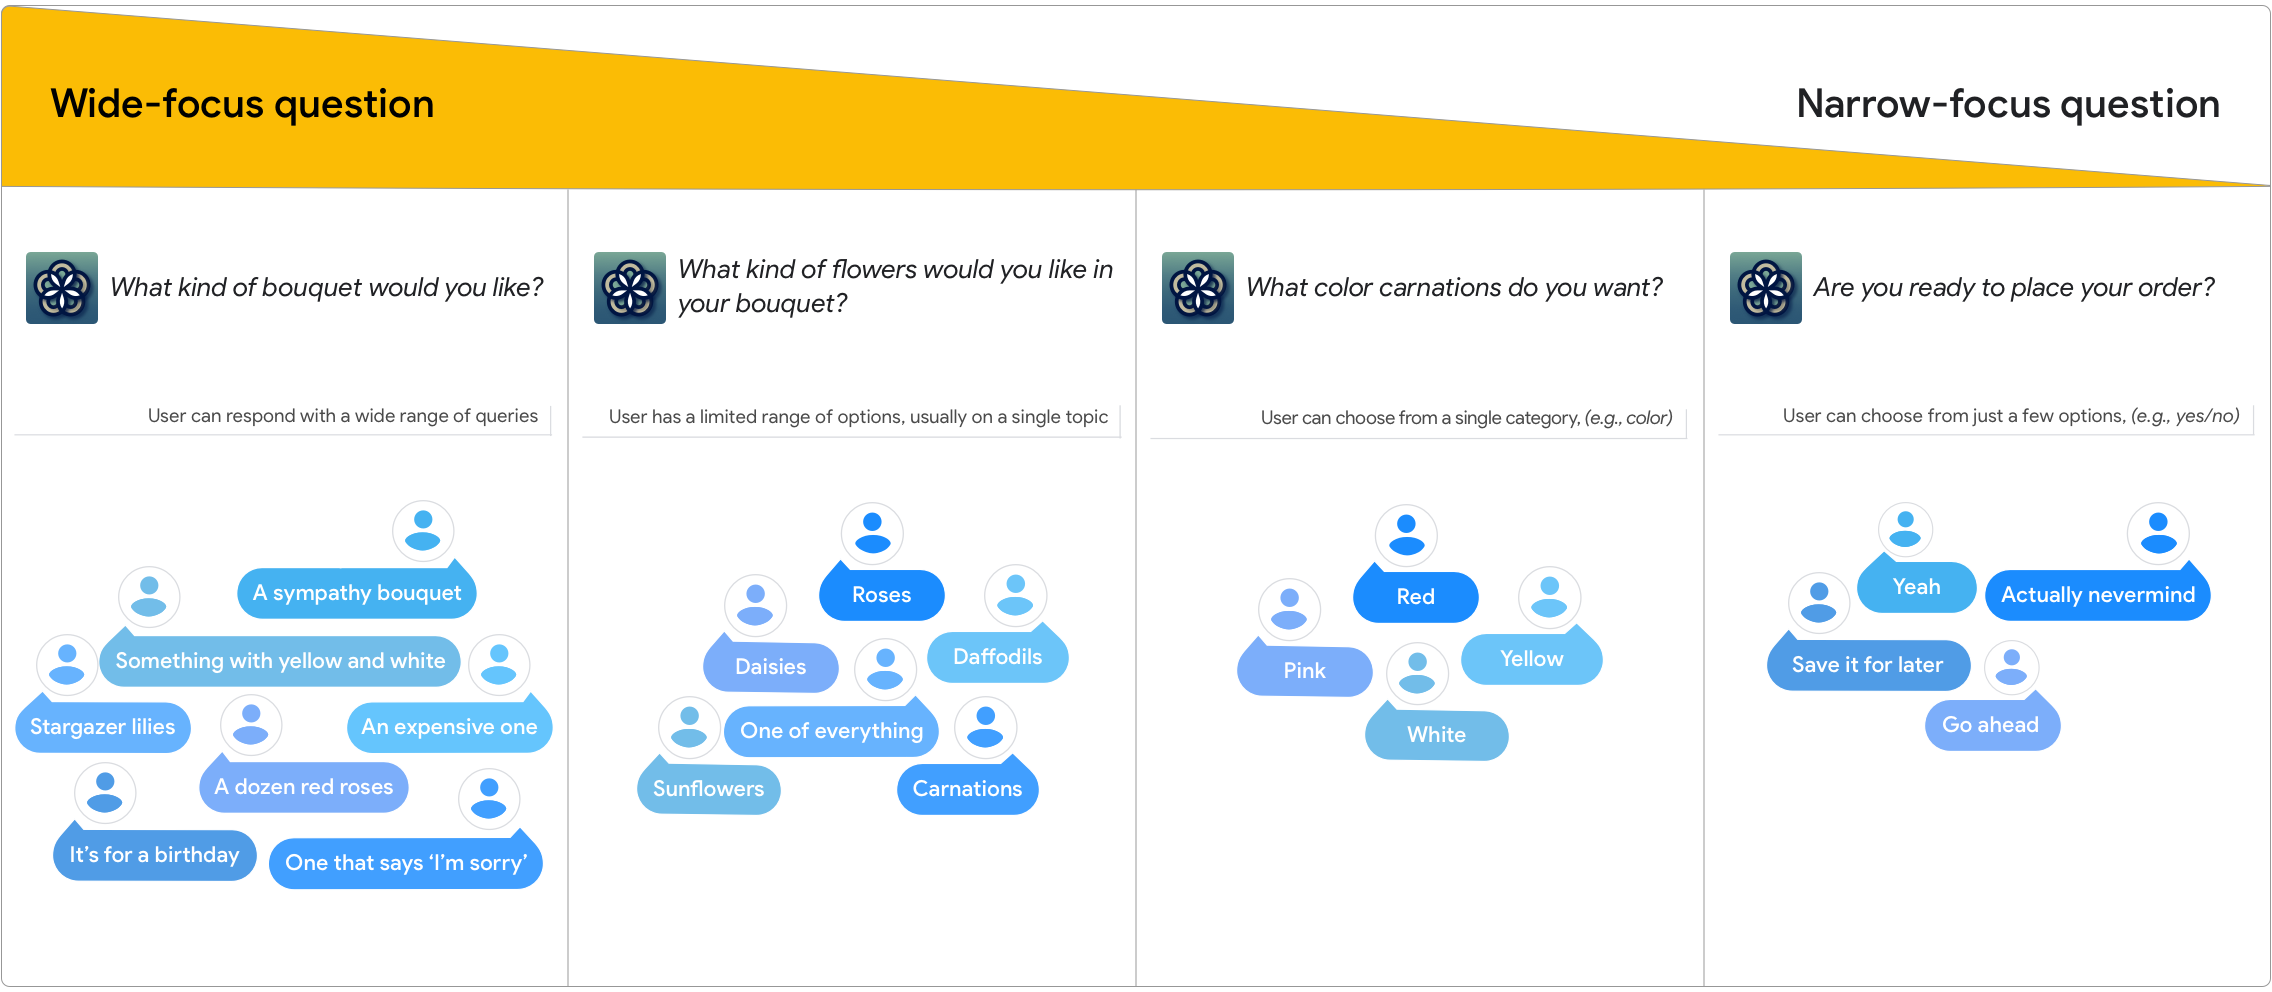 Wide-focus question
Narrow-focus question
What kind of bouquet would you like?
User can respond with a wide range of queries
A sympathy bouquet
Something with yellow and white
Stargazer lilies
An expensive one
A dozen red roses
It’s for a birthday
One that says ‘I’m sorry’
What kind of flowers would you like in
your bouquet?
User has a limited range of options, usually on a single topic
Roses
Daisies
Daffodils
One of everything
Sunflowers
Carnations
What color carnations do you want?
User can choose from a single category, (e.g., color)
Red
Pink
Yellow
White
Are you ready to place your order?
User can choose from just a few options, (e.g., yes/no)
Yeah
Actually nevermind
Save it for later
Go ahead